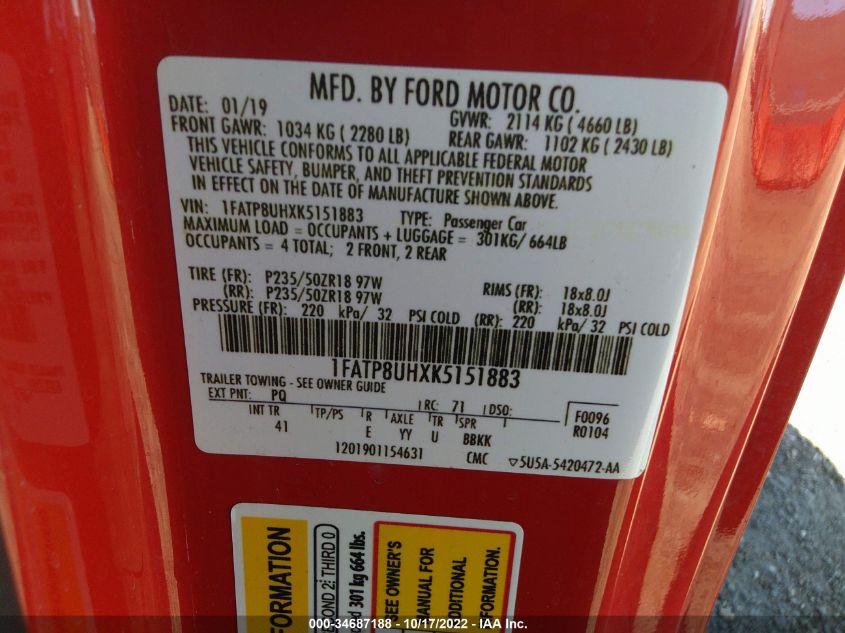 MFD. BY FORD MOTOR CO.
DATE: 01/19 GVWR: 2114 KG ( 4660 LB)
FRONT GAWR: 1034 KG ( 2280 LB) REAR GAWR: 1102 KG ( 2430 LB)
THIS VEHICLE CONFORMS TO ALL APPLICABLE FEDERAL MOTOR
VEHICLE SAFETY, BUMPER, AND THEFT PREVENTION STANDARDS
IN EFFECT ON THE DATE OF MANUFACTURE SHOWN ABOVE.
VIN: 1FATP8UHXK5151883 TYPE: Passenger Car
MAXIMUM LOAD = OCCUPANTS + LUGGAGE = 301KG/ 664LB
OCCUPANTS = 4 TOTAL; 2 FRONT, 2 REAR
TIRE (FR): P235/50ZR18 97W RIMS (FR): 18x8.0J
(RR): P235/50ZR18 97W (RR): 18x8.0J
PRESSURE (FR): 220 kPa/ 32 PSI COLD (RR): 220 kPa/ 32 PSI COLD
1FATP8UHXK5151883
TRAILER TOWING - SEE OWNER GUIDE
EXT PNT: PQ RC: 71 DSO: F0096
INT TR TP/PS R AXLE TR SPR R0104
41 E YY U BBKK
1201901154631 CMC 5U5A-5420472-AA
FORMATION
OND 2; THIRD 0
301 kg 664 lbs.
SEE OWNER'S
MANUAL FOR
ADDITIONAL
INFORMATION.
000-34687188 - 10/17/2022 - IAA Inc.